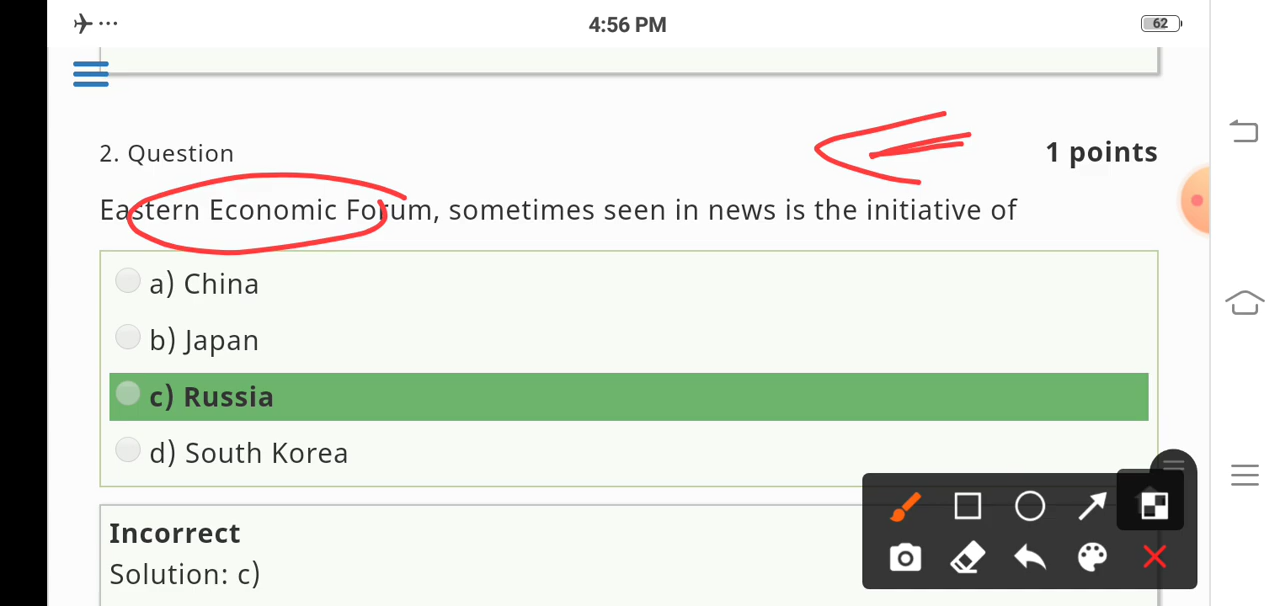 4:56 PM
62
2. Question
1 points
Eastern Economic Forum, sometimes seen in news is the initiative of
a) China
b) Japan
c) Russia
d) South Korea
Incorrect
Solution: c)